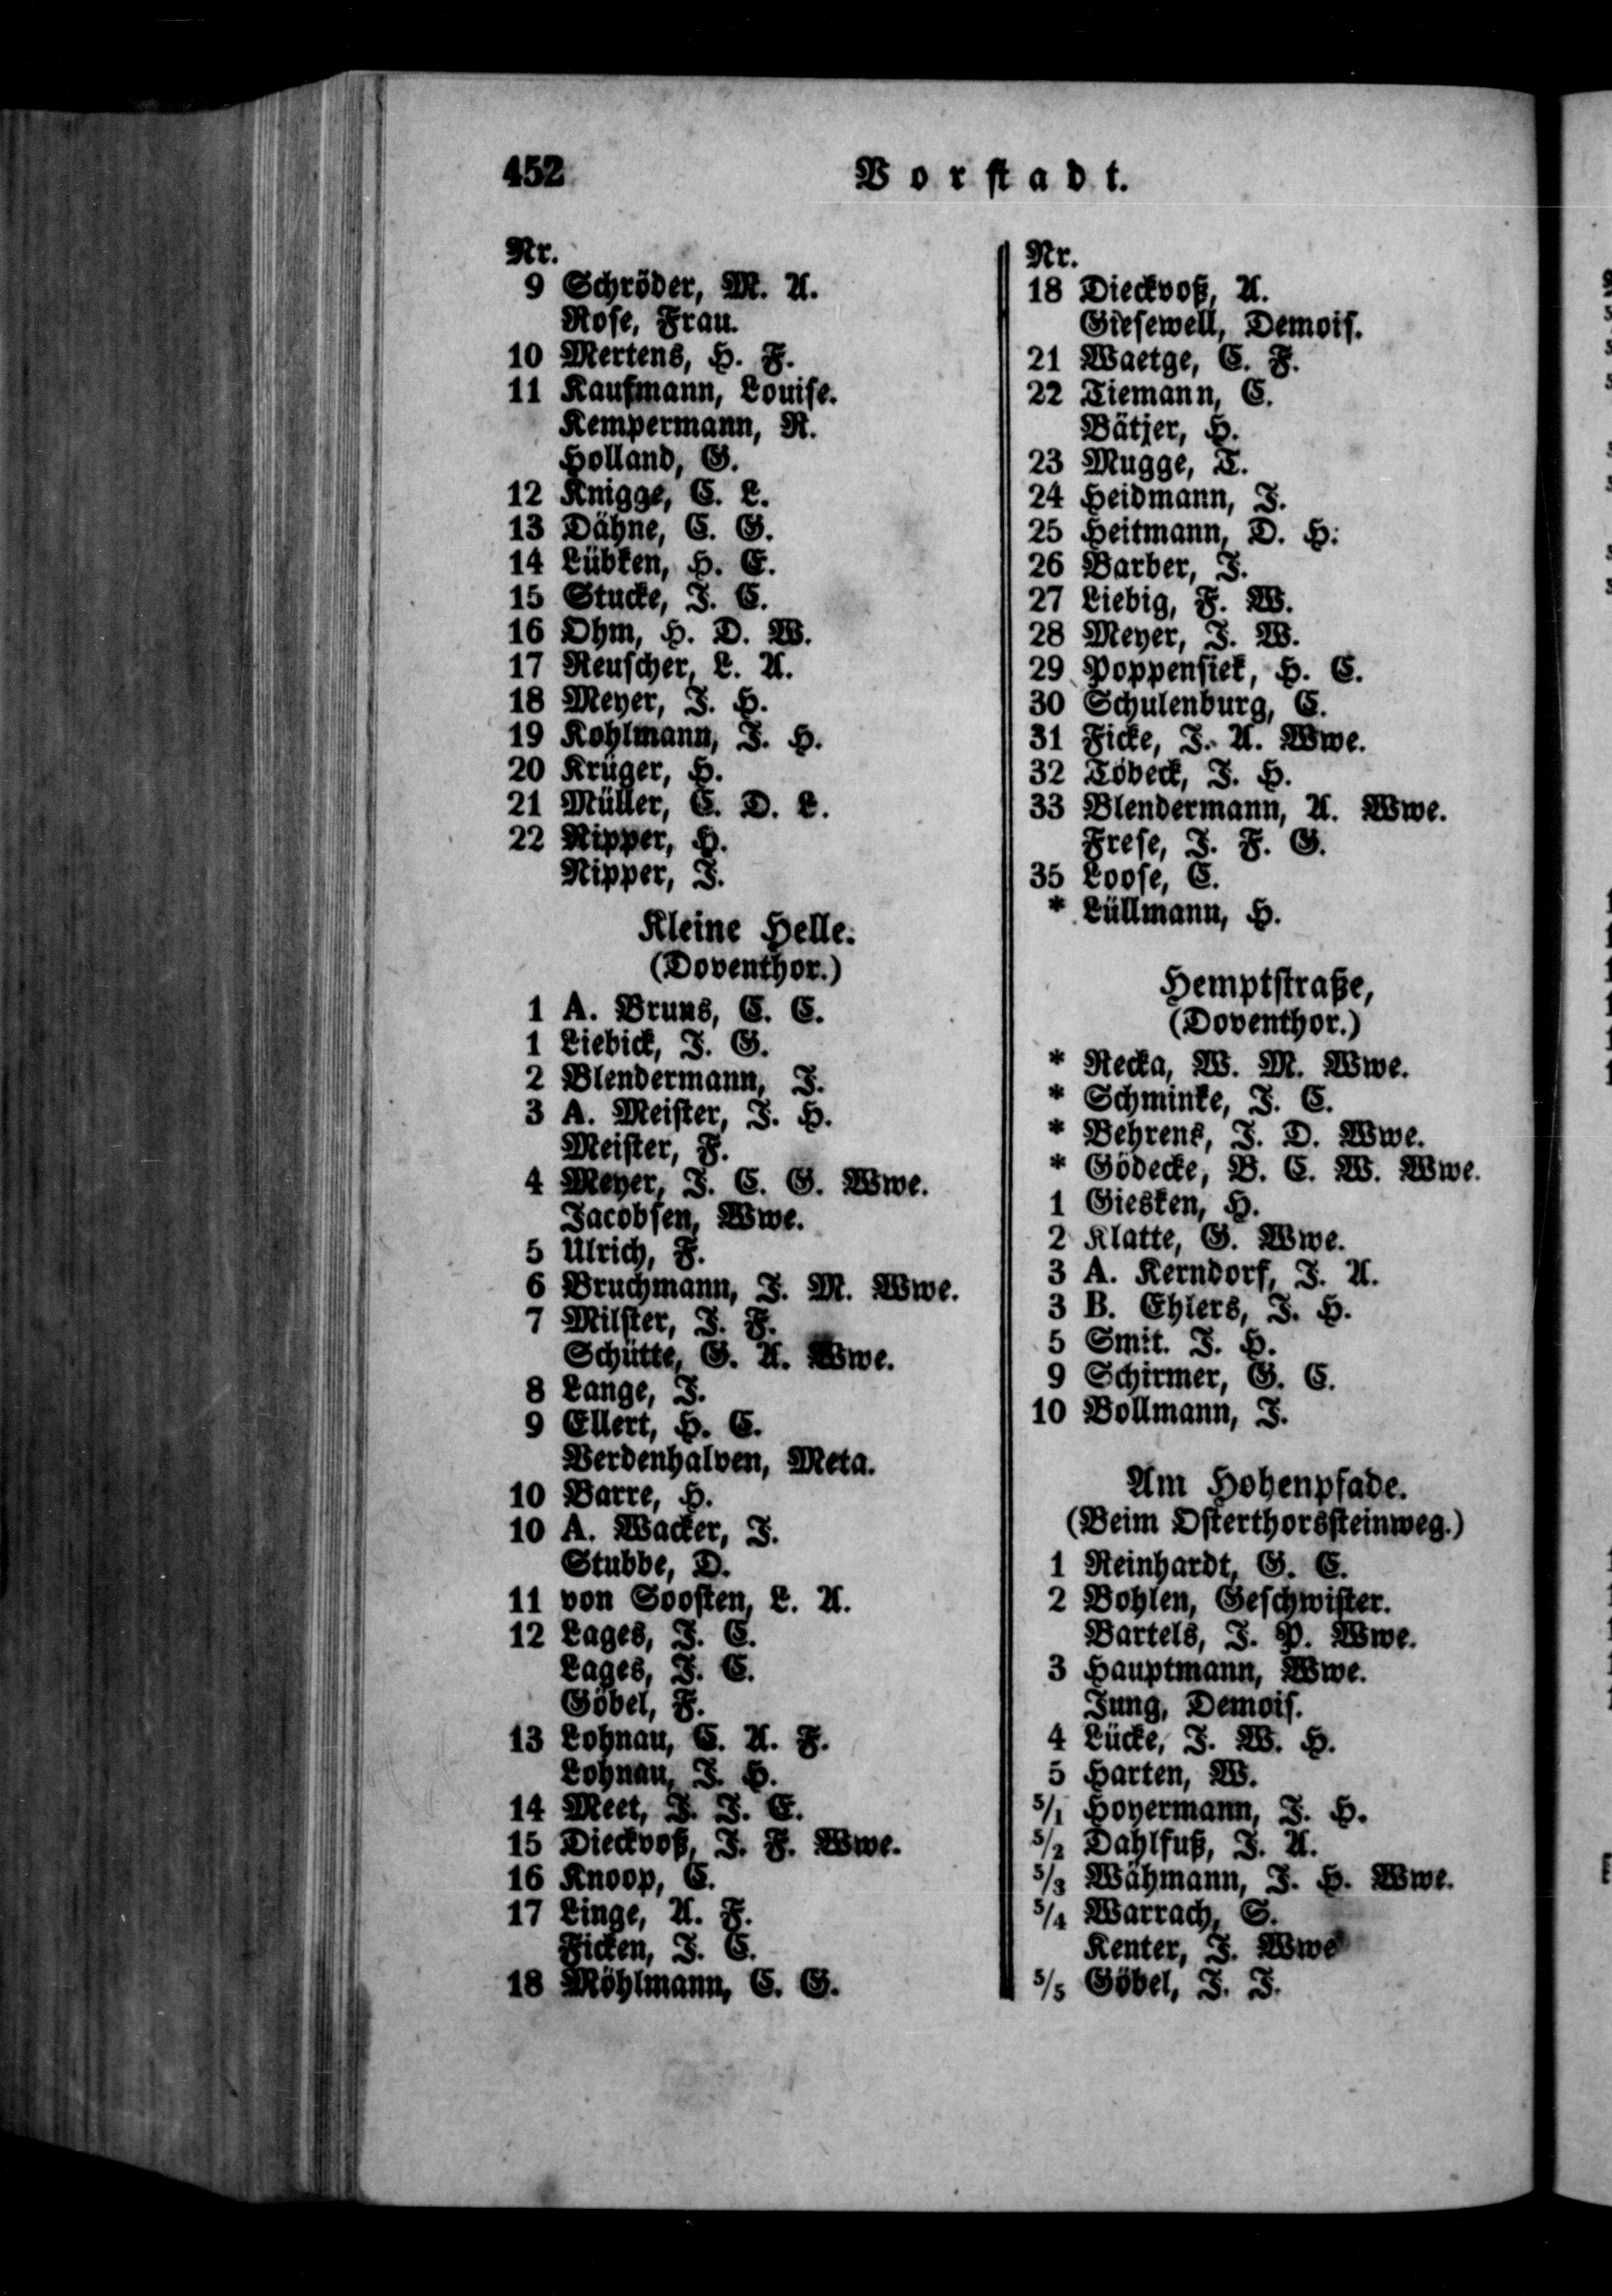 452 Vorstadt.
Nr.
9 Schröder, M. A.
Rose, Frau.
10 Mertens, H. F.
11 Kaufmann, Louise.
Kempermann, R.
Holland, G.
12 Knigge, C. L.
13 Dähne, C. G.
14 Lübken, H. E.
15 Stucke, J. C.
16 Ohm, H. D. W.
17 Reuscher, L. A.
18 Meyer, J. H.
19 Kohlmann, J. H.
20 Krüger, H.
21 Müller, C. D. L.
22 Nipper, H.
Nipper, J.
Kleine Helle.
(Doventhor.)
1 A. Bruns, C. C.
1 Liebick, J. G.
2 Blendermann, J.
3 A. Meister, J. H.
Meister, F.
4 Meyer, J. C. G. Wwe.
Jacobsen, Wwe.
5 Ulrich, F.
6 Bruchmann, J. M. Wwe.
7 Milster, J. F.
Schütte, G. A. Wwe.
8 Lange, J.
9 Ellert, H. C.
Verdenhalven, Meta.
10 Barre, H.
10 A. Wacker, J.
Stubbe, D.
11 von Soosten, L. A.
12 Lages, J. C.
Lages, J. C.
Göbel, F.
13 Lohnau, C. A. F.
Lohnau, J. H.
14 Meet, J. J. E.
15 Dieckvoß, J. F. Wwe.
16 Knoop, C.
17 Linge, A. F.
Ficken, J. C.
18 Möhlmann, C. G.
Nr.
18 Dieckvoß, A.
Giesewell, Demois.
21 Waetge, C. F.
22 Tiemann, C.
Bätjer, H.
23 Mugge, T.
24 Heidmann, J.
25 Heitmann, D. H.
26 Barber, J.
27 Liebig, F. W.
28 Meyer, J. W.
29 Poppensiek, H. C.
30 Schulenburg, C.
31 Ficke, J. A. Wwe.
32 Töbeck, J. H.
33 Blendermann, A. Wwe.
Frese, J. F. G.
35 Loose, C.
* Lüllmann, H.
Hemptstraße,
(Doventhor.)
* Recka, W. M. Wwe.
* Schminke, J. C.
* Behrens, J. D. Wwe.
* Gödecke, B. C. W. Wwe.
1 Giesken, H.
2 Klatte, G. Wwe.
3 A. Kerndorf, J. A.
3 B. Ehlers, J. H.
5 Smit. J. H.
9 Schirmer, G. C.
10 Bollmann, J.
Am Hohenpfade.
(Beim Osterthorssteinweg.)
1 Reinhardt, G. E.
2 Bohlen, Geschwister.
Bartels, J. P. Wwe.
3 Hauptmann, Wwe.
Jung, Demois.
4 Lücke, J. W. H.
5 Harten, W.
5/1 Hoyermann, J. H.
5/2 Dahlfuß, J. A.
5/3 Wähmann, J. H. Wwe.
5/4 Warrach, S.
Kenter, J. Wwe
5/5 Göbel, J. J.